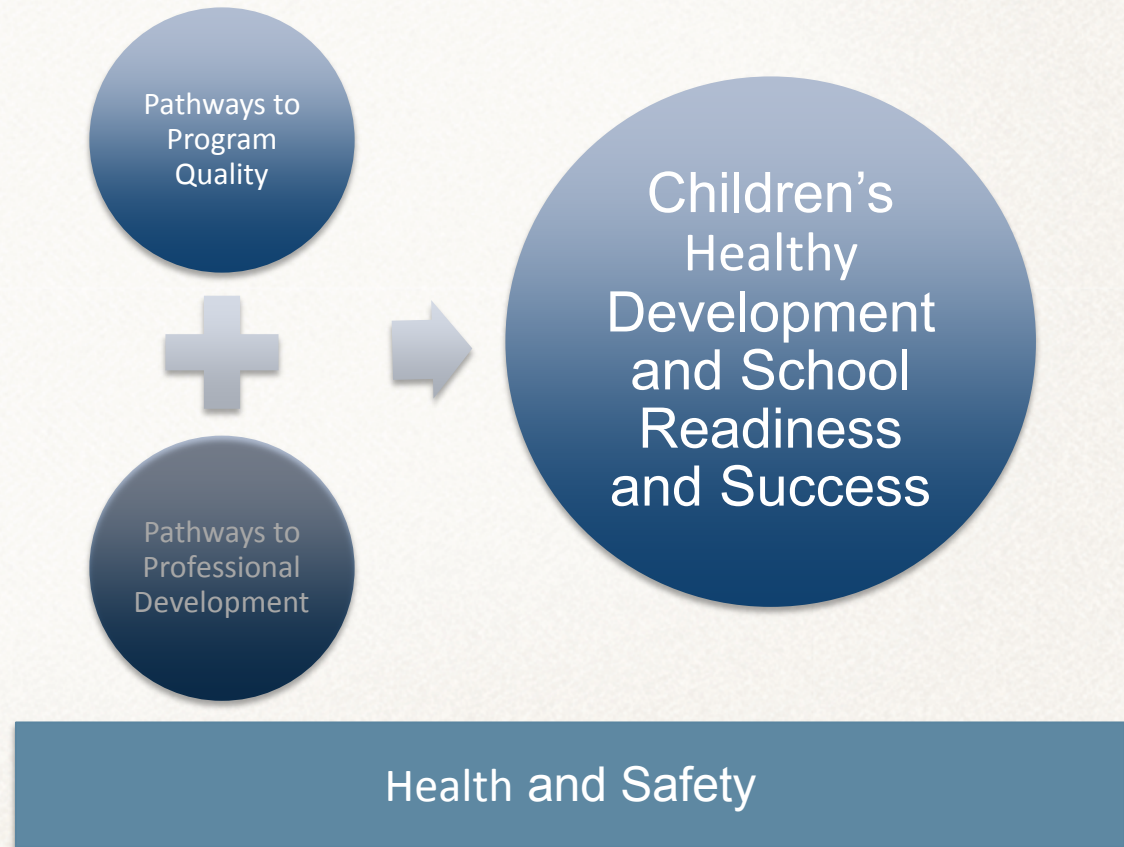 Pathways to
Program
Quality
Pathways to
Professional
Development
Children’s
Healthy
Development
and School
Readiness
and Success
Health and Safety